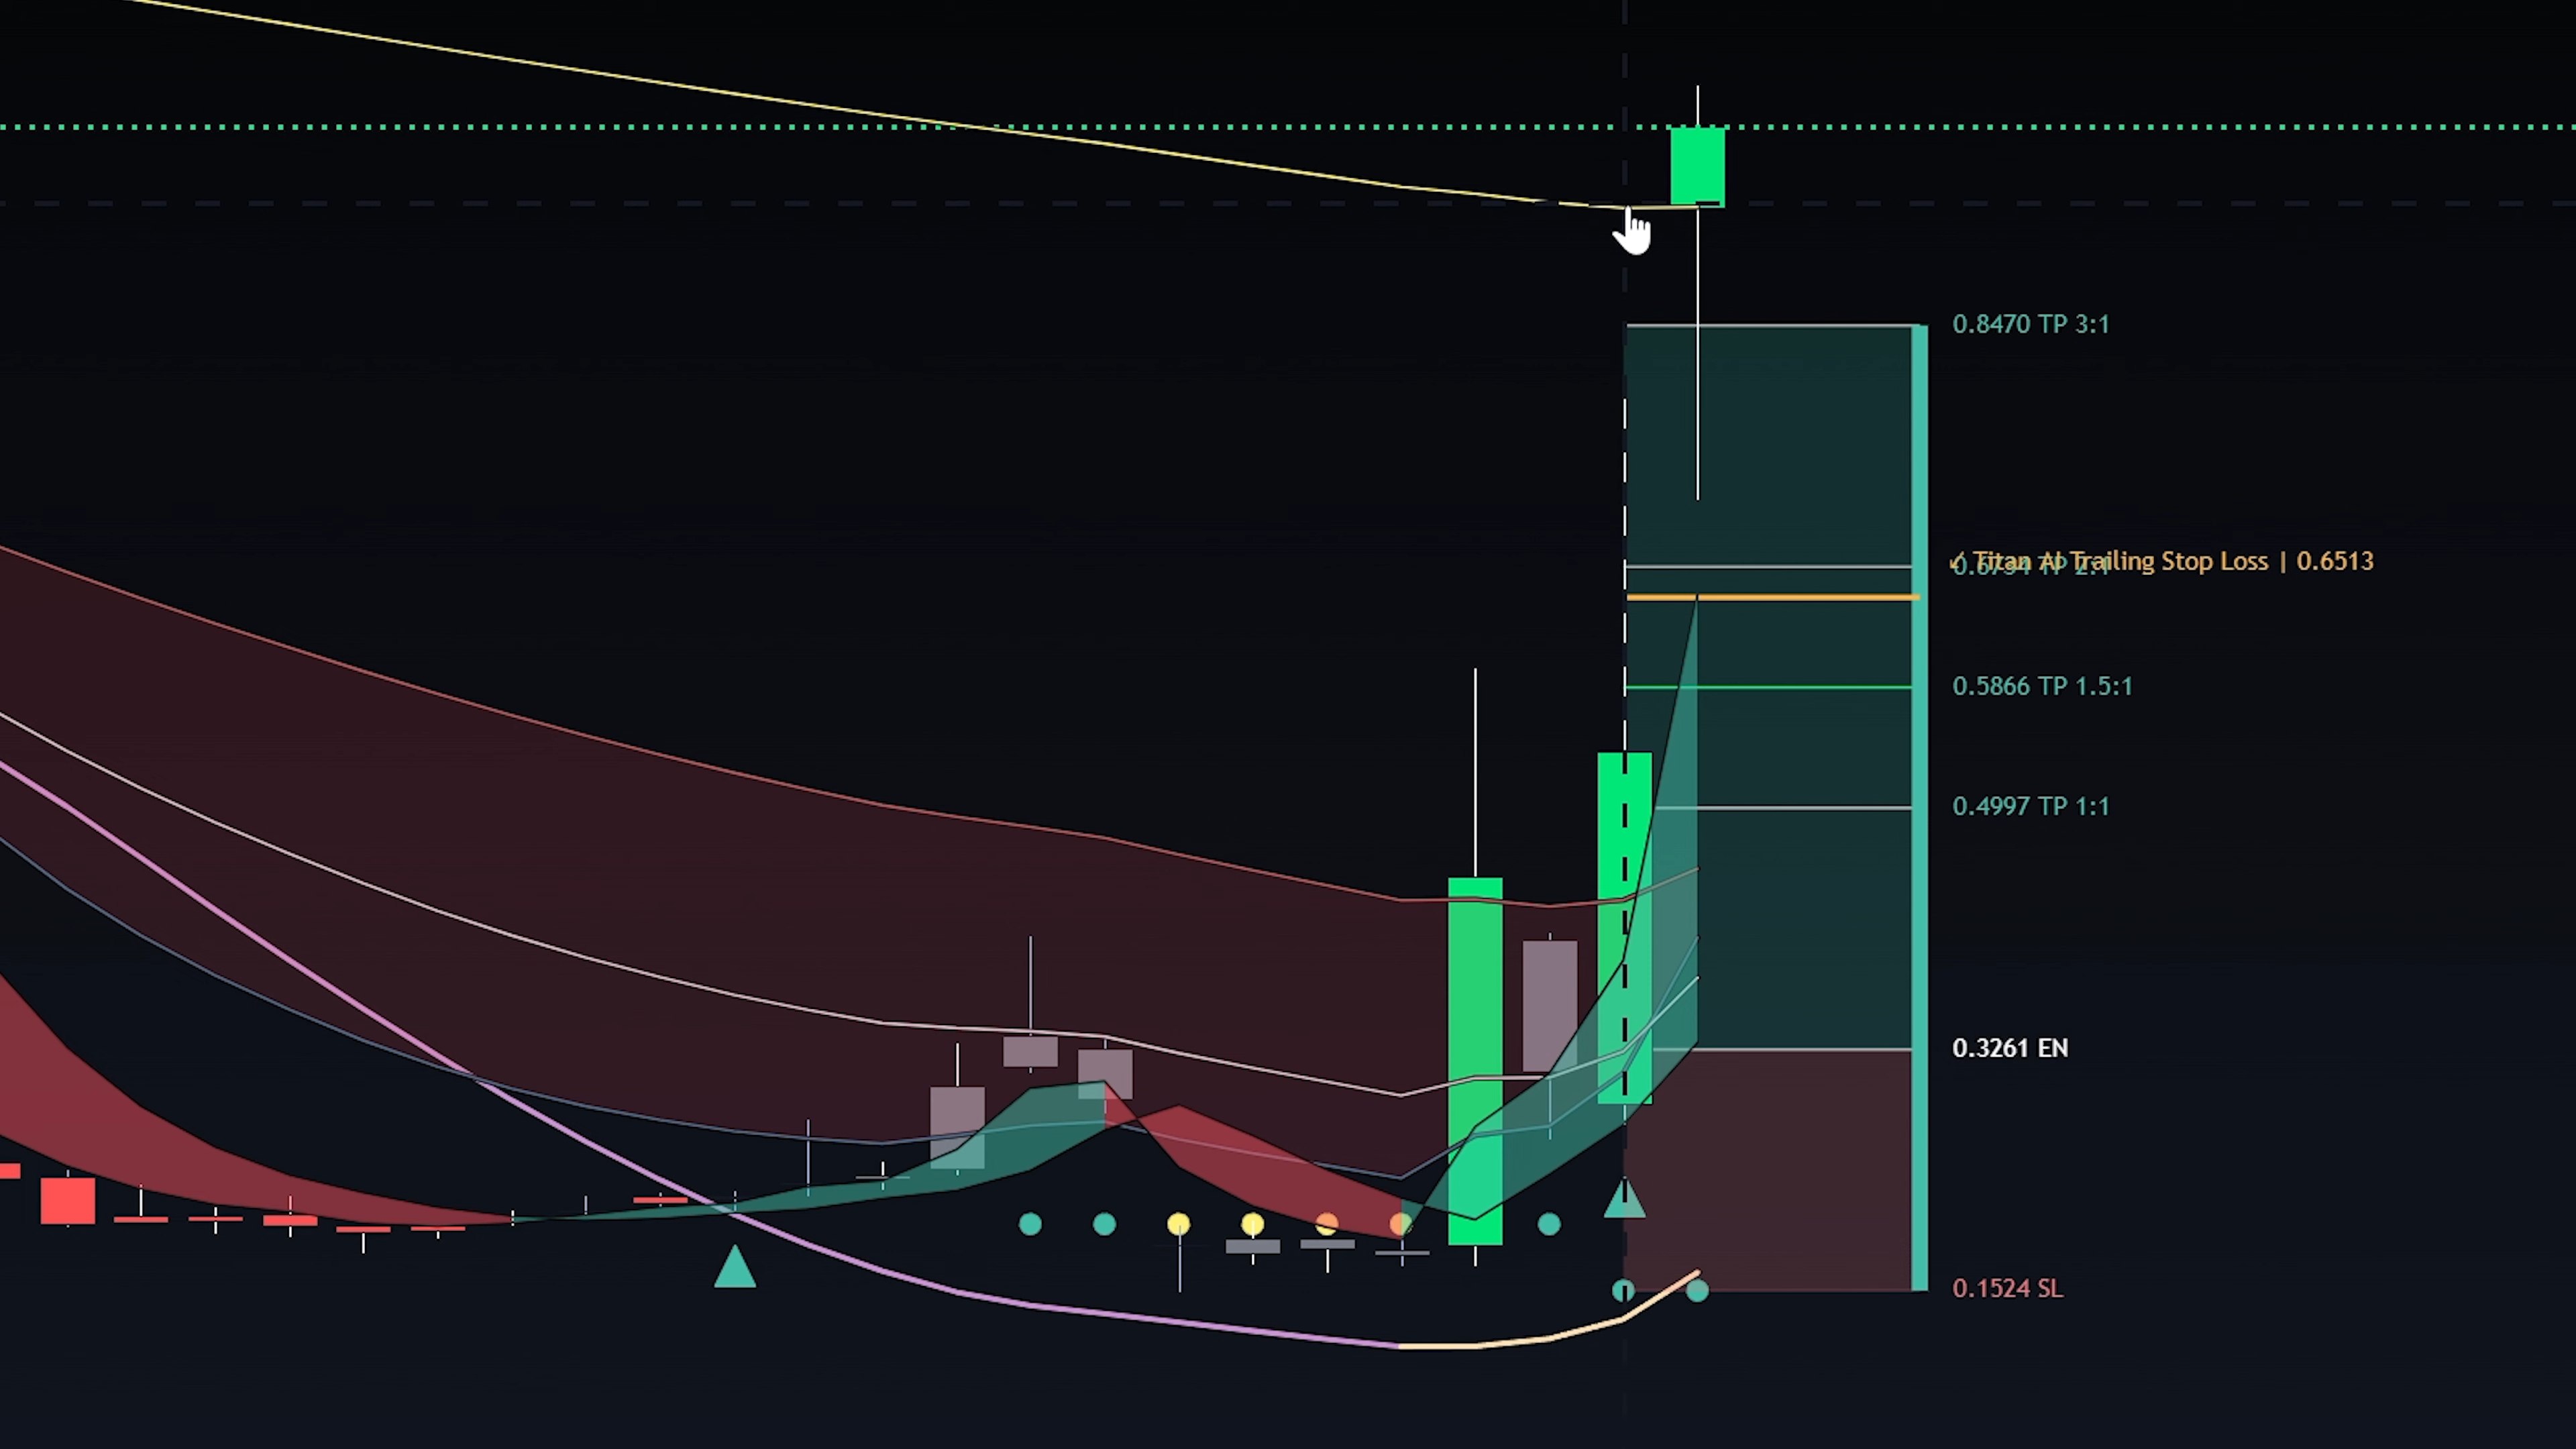 0.8470 TP 3:1
Titan AI Trailing Stop Loss | 0.6513
0.5866 TP 1.5:1
0.4997 TP 1:1
0.3261 EN
0.1524 SL